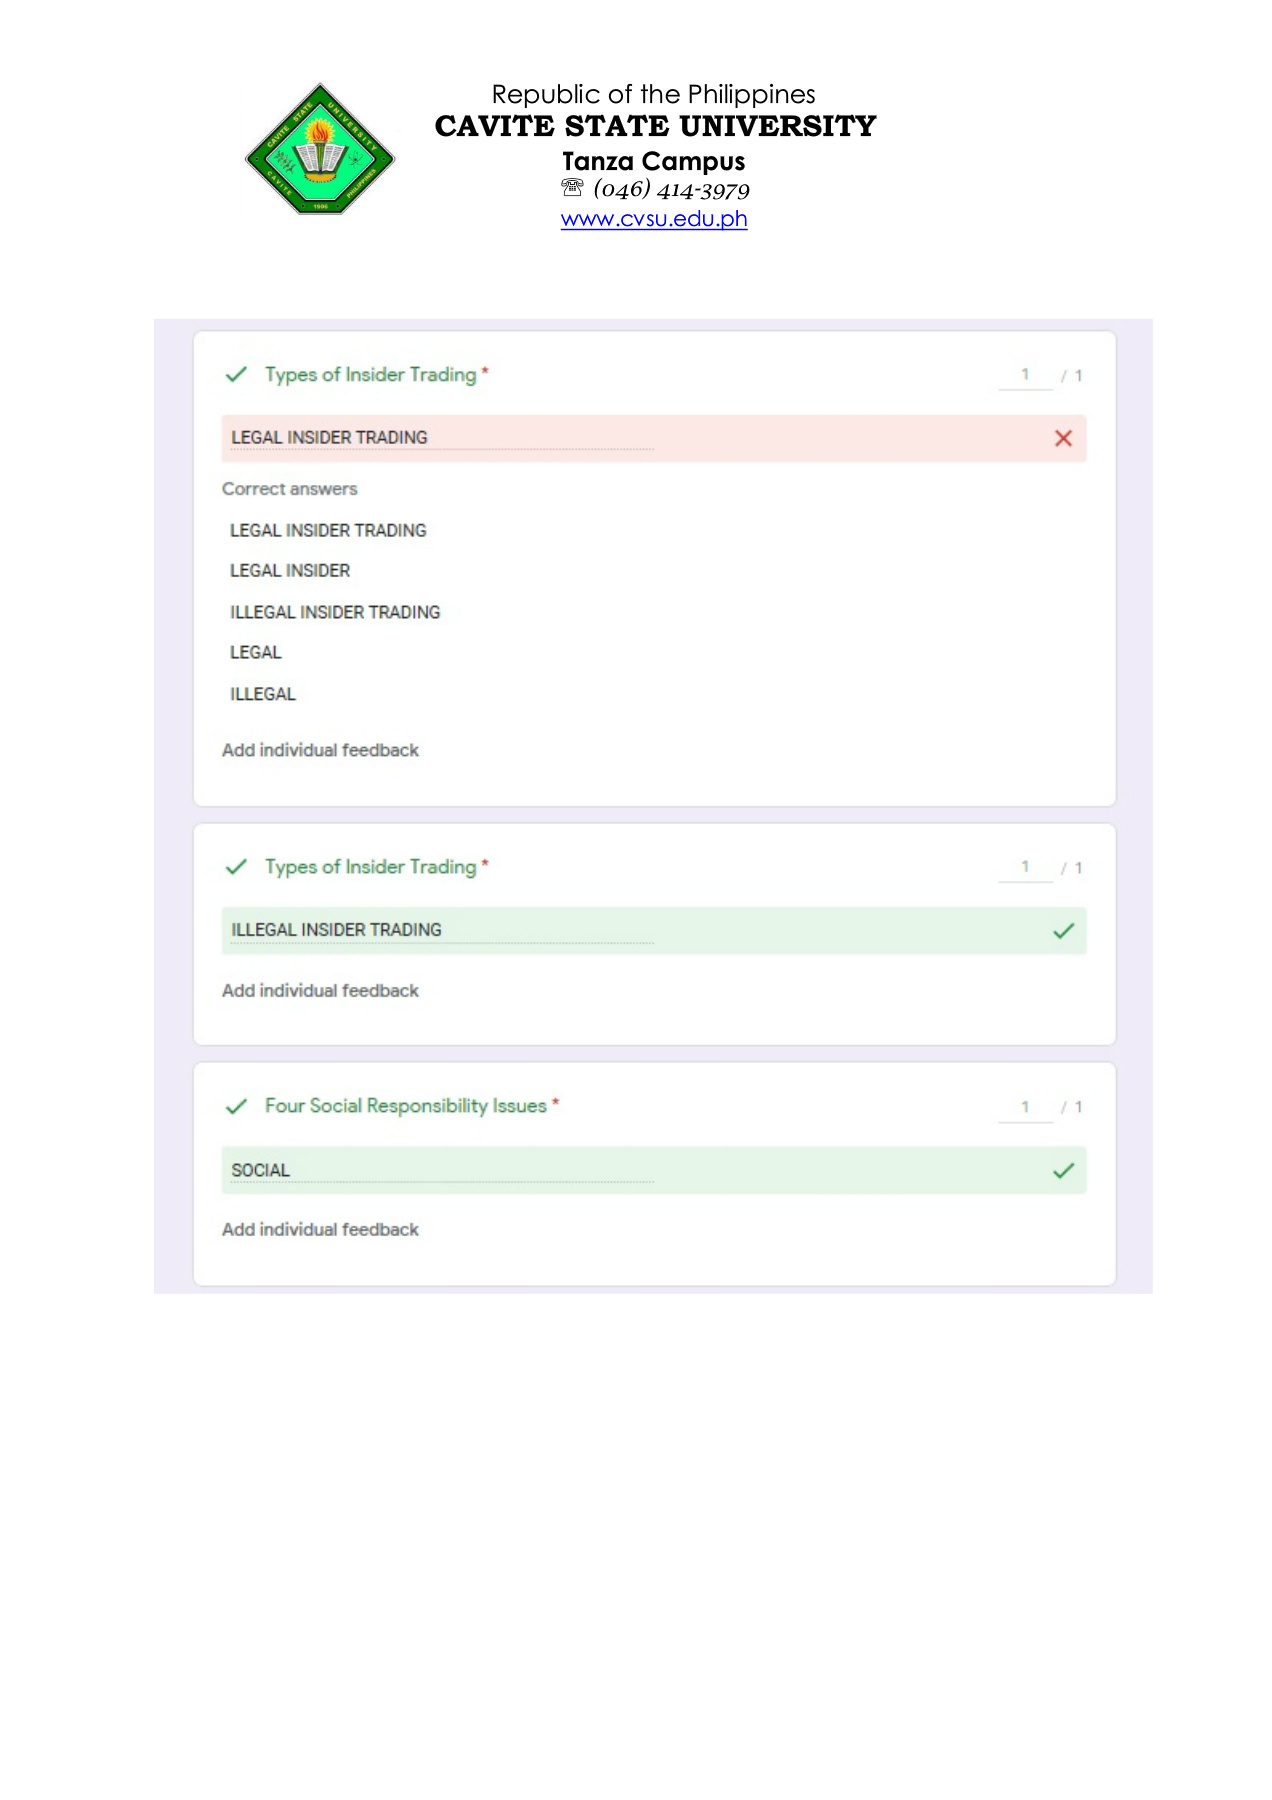 CAVITE STATE UNIVERSITY
CAVITE PHILIPPINES
1906
Republic of the Philippines
CAVITE STATE UNIVERSITY
Tanza Campus
☏ (046) 414-3979
www.cvsu.edu.ph
Types of Insider Trading *
1 / 1
LEGAL INSIDER TRADING
Correct answers
LEGAL INSIDER TRADING
LEGAL INSIDER
ILLEGAL INSIDER TRADING
LEGAL
ILLEGAL
Add individual feedback
Types of Insider Trading *
1 / 1
ILLEGAL INSIDER TRADING
Add individual feedback
Four Social Responsibility Issues *
1 / 1
SOCIAL
Add individual feedback